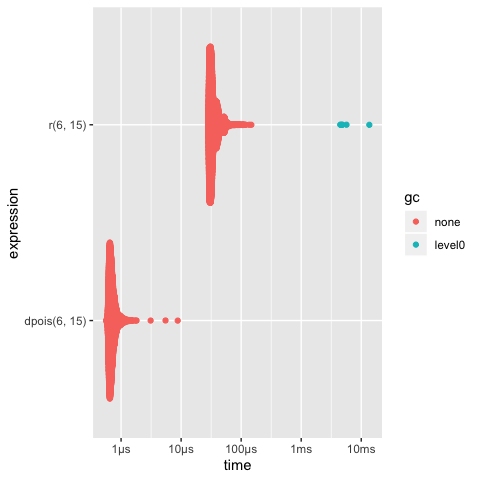 expression
r(6, 15)
dpois(6, 15)
1µs
10µs
100µs
1ms
10ms
time
gc
none
level0